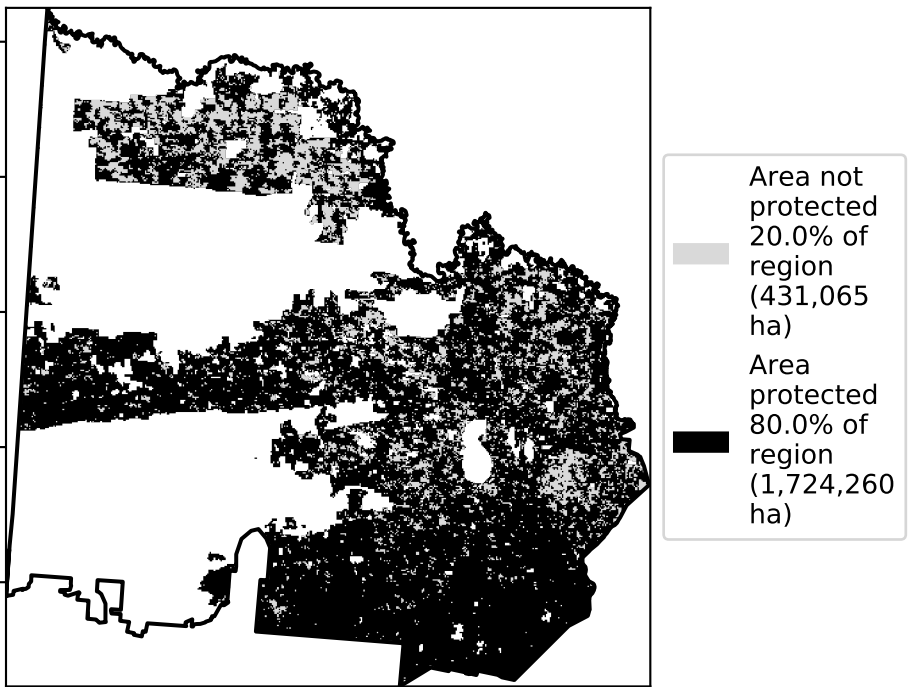 Area not
protected
20.0% of
region
(431,065
ha)
Area
protected
80.0% of
region
(1,724,260
ha)